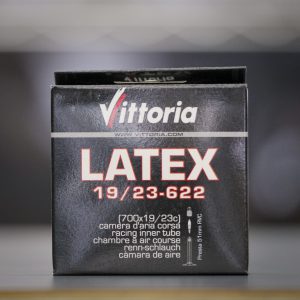 Vittoria
WWW.VITTORIA.COM
LATEX
19/23-622
[700x19/23c]
camera d'aria corsa
racing inner tube
chambre à air course
renn-schlauch
càmara de aire
Presta 51mm RVC